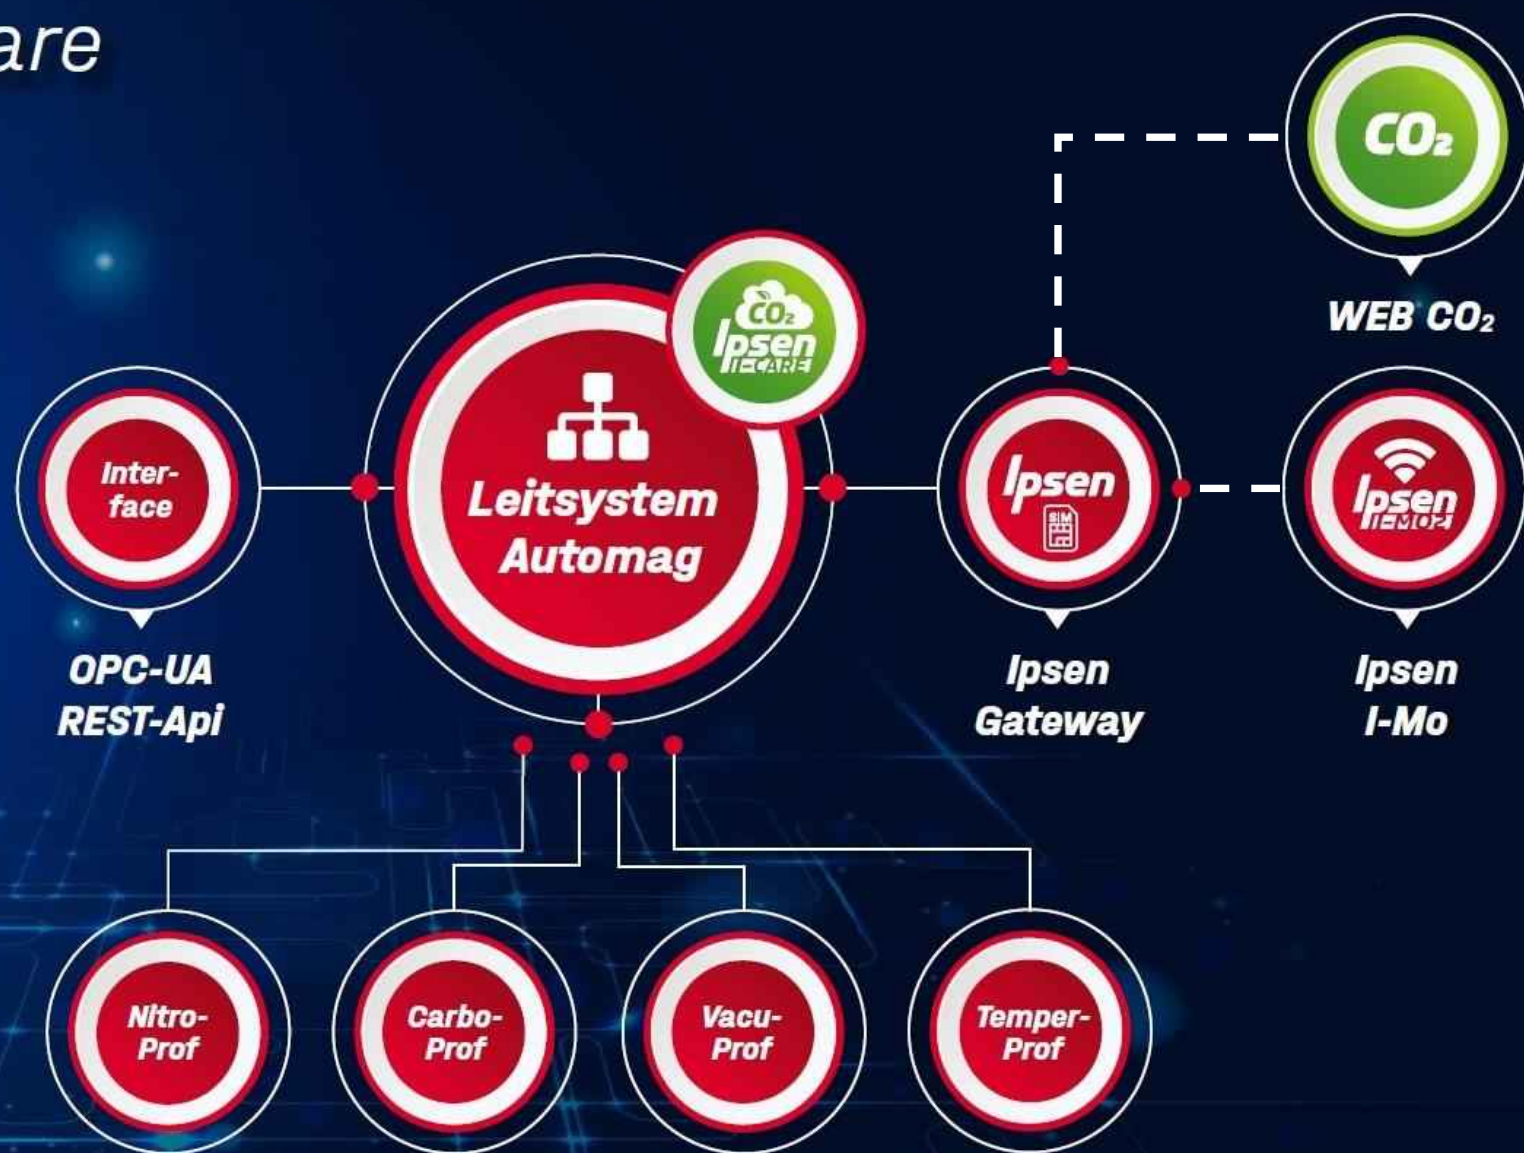 are
CO₂
WEB CO₂
CO₂
Ipsen
I-CARE
Inter-
face
OPC-UA
REST-Api
Leitsystem
Automag
Ipsen
SIM
Ipsen
Gateway
Ipsen
I-MO2
Ipsen
I-Mo
Nitro-
Prof
Carbo-
Prof
Vacu-
Prof
Temper-
Prof